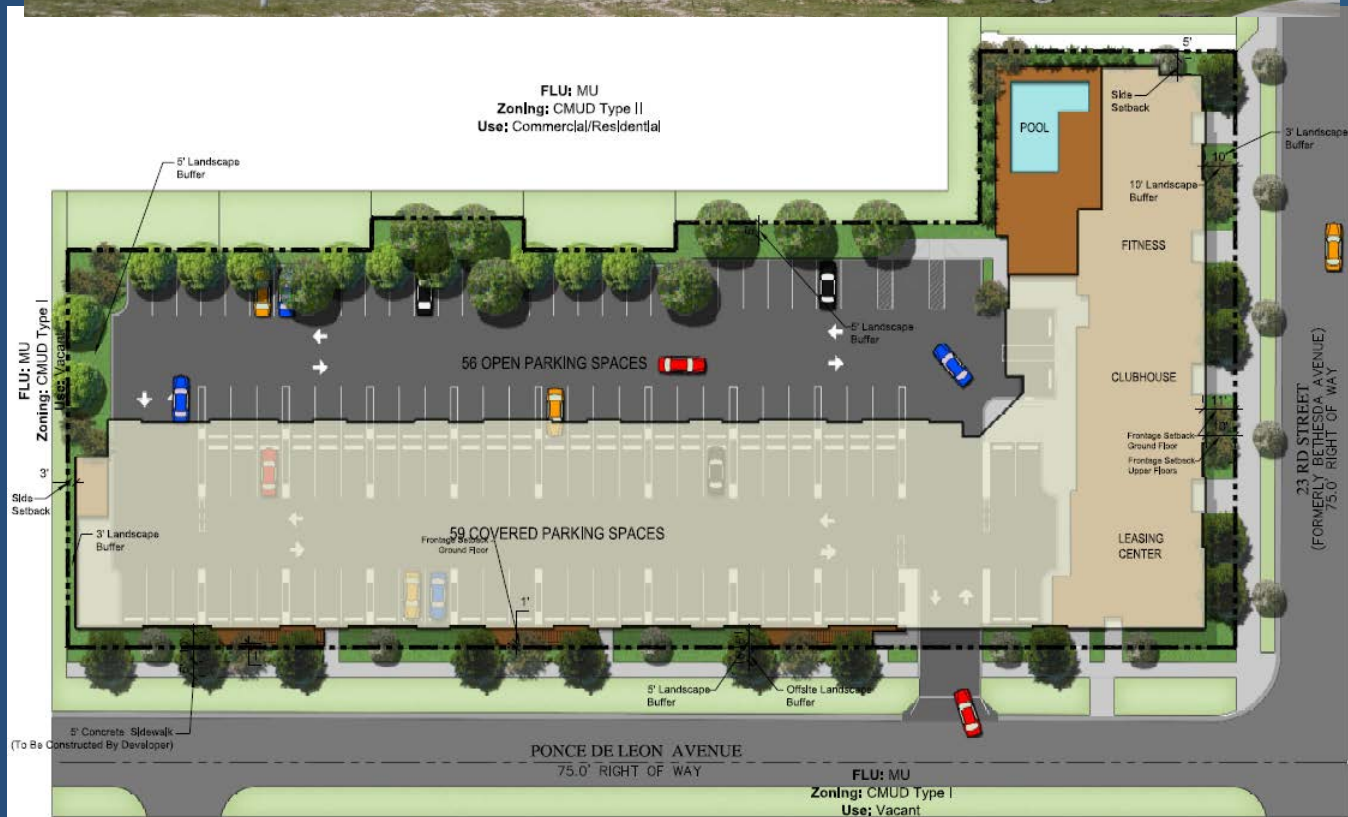 FLU: MU
Zoning: CMUD Type II
Use: Commercial/Residential
5'
Side
Setback
POOL
3' Landscape
Buffer
5' Landscape
Buffer
10'
10' Landscape
Buffer
FITNESS
5' Landscape
Buffer
FLU: MU
Zoning: CMUD Type I
Use: Vacant
56 OPEN PARKING SPACES
CLUBHOUSE
Frontage Setback
Ground Floor
Frontage Setback
Upper Floors
23 RD STREET
(FORMERLY BETHESDA AVENUE)
75.0' RIGHT OF WAY
3'
Side
Setback
3' Landscape
Buffer
59 COVERED PARKING SPACES
Frontage Setback
Ground Floor
LEASING
CENTER
1'
5' Landscape
Buffer
Offsite Landscape
Buffer
5' Concrete Sidewalk
(To Be Constructed By Developer)
PONCE DE LEON AVENUE
75.0' RIGHT OF WAY
FLU: MU
Zoning: CMUD Type I
Use: Vacant